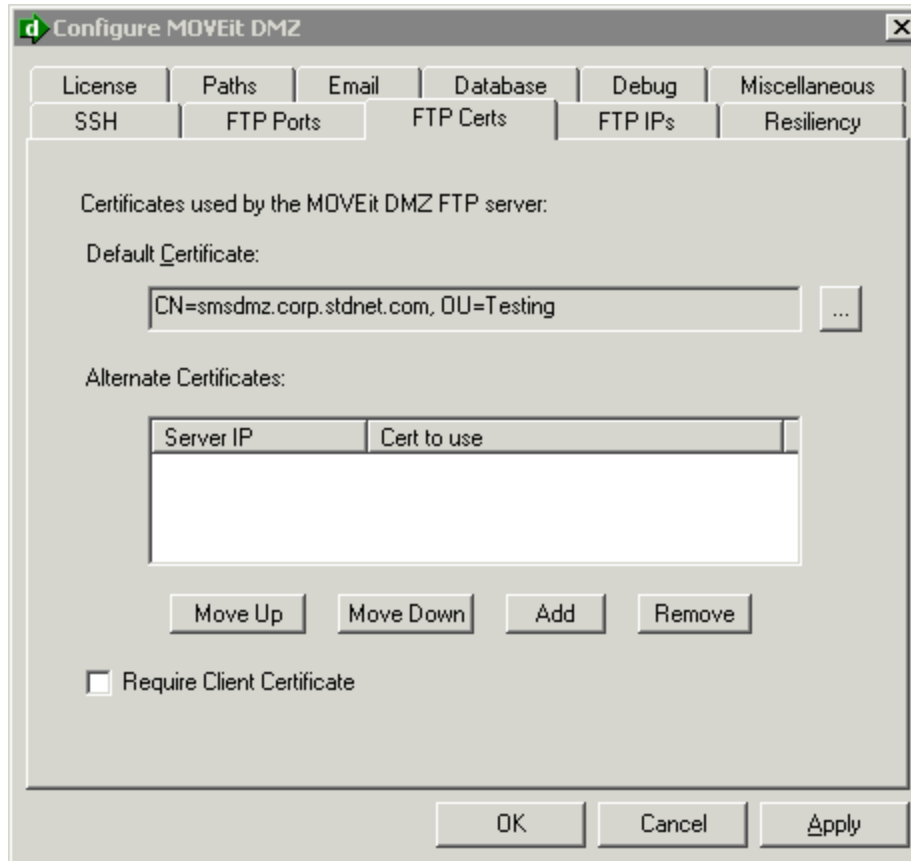 d Configure MOVEit DMZ
License Paths Email Database Debug Miscellaneous
SSH FTP Ports FTP Certs FTP IPs Resiliency
Certificates used by the MOVEit DMZ FTP server:
Default Certificate:
CN=smsdmz.corp.stdnet.com, OU=Testing ...
Alternate Certificates:
Server IP Cert to use
Move Up Move Down Add Remove
Require Client Certificate
OK Cancel Apply